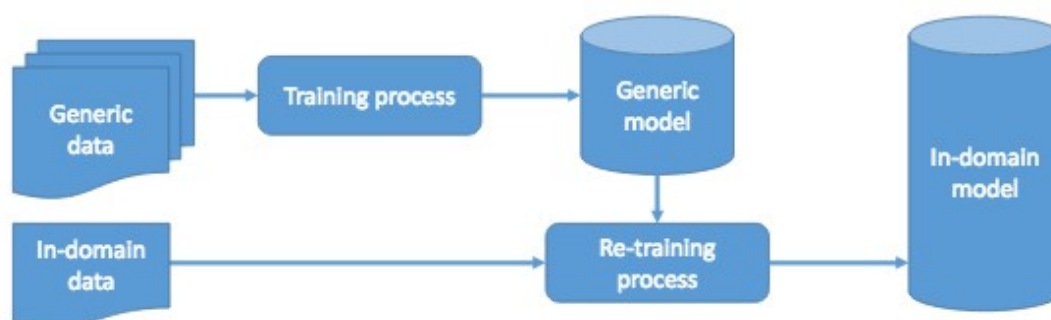 Generic
data
Training process
Generic
model
In-domain
model
In-domain
data
Re-training
process